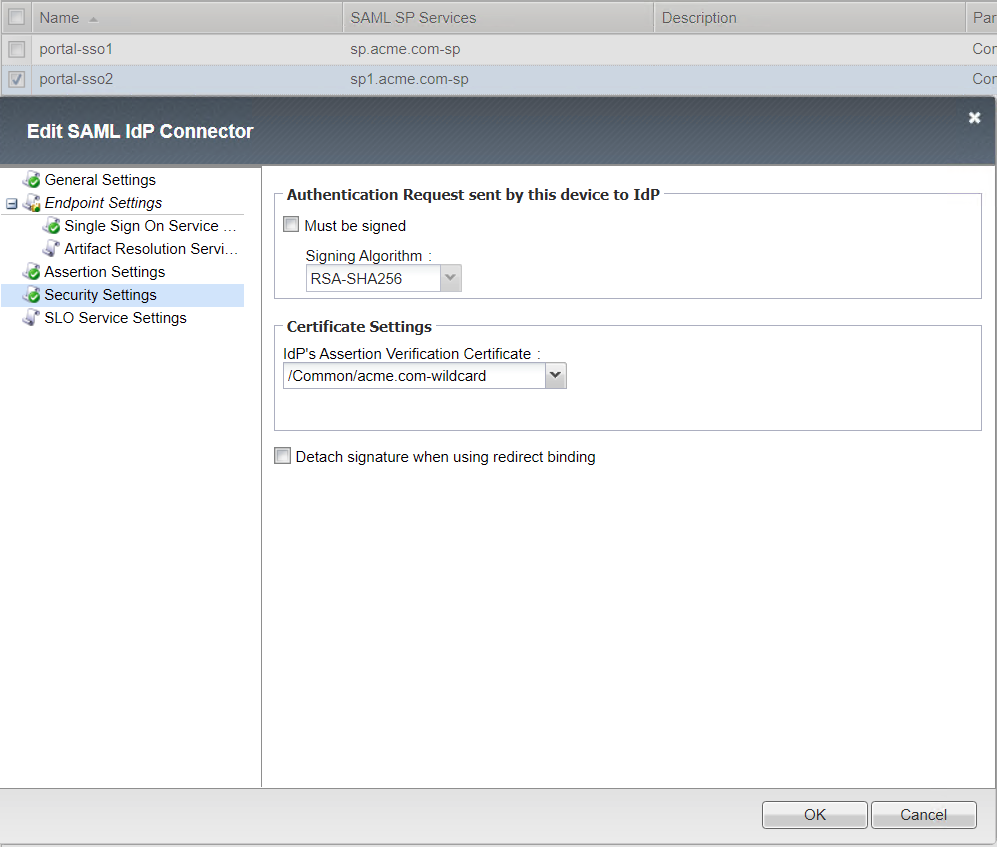 Name SAML SP Services Description Par
portal-sso1 sp.acme.com-sp Cor
portal-sso2 sp1.acme.com-sp Cor
Edit SAML IdP Connector
General Settings
Endpoint Settings
Single Sign On Service ...
Artifact Resolution Servi...
Assertion Settings
Security Settings
SLO Service Settings
Authentication Request sent by this device to IdP
Must be signed
Signing Algorithm :
RSA-SHA256
Certificate Settings
IdP's Assertion Verification Certificate :
/Common/acme.com-wildcard
Detach signature when using redirect binding
OK Cancel